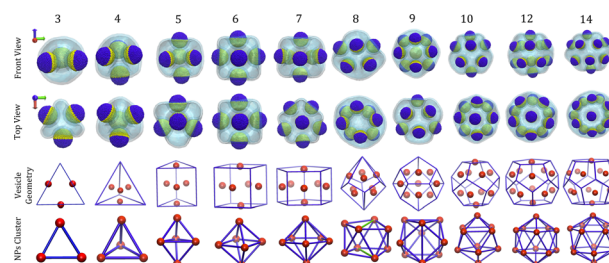 3 4 5 6 7 8 9 10 12 14
Front View
Top View
Vesicle
Geometry
NPs Cluster